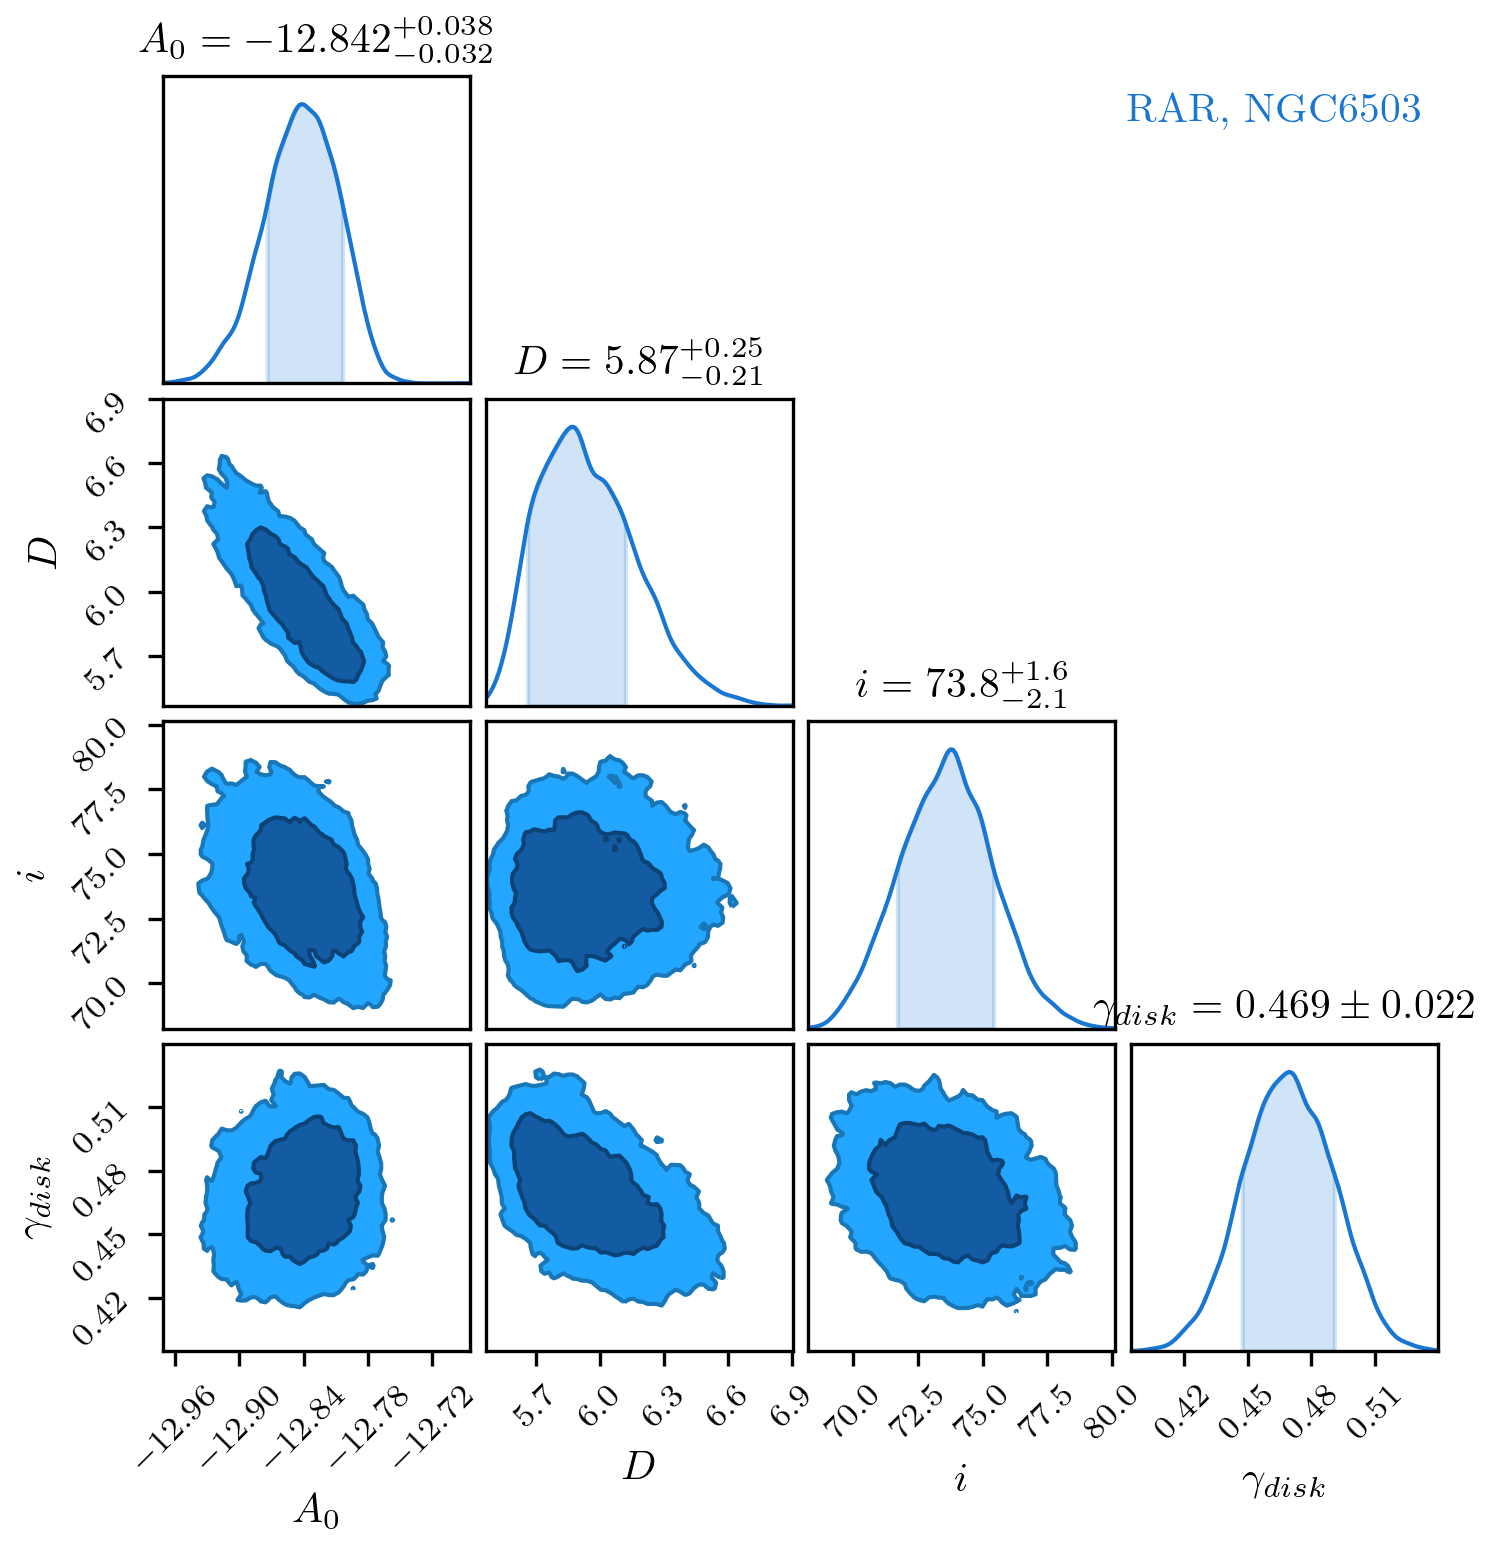 A₀ = −12.842⁺⁰·⁰³⁸₋₀.₀₃₂
RAR, NGC6503
D = 5.87⁺⁰·²⁵₋₀.₂₁
6.9
6.6
6.3
6.0
5.7
D
i = 73.8⁺¹·⁶₋₂.₁
80.0
77.5
75.0
72.5
70.0
i
γ_disk = 0.469 ± 0.022
0.51
0.48
0.45
0.42
γ_disk
−12.96 −12.90 −12.84 −12.78 −12.72
5.7 6.0 6.3 6.6 6.9
70.0 72.5 75.0 77.5 80.0
0.42 0.45 0.48 0.51
A₀
D
i
γ_disk